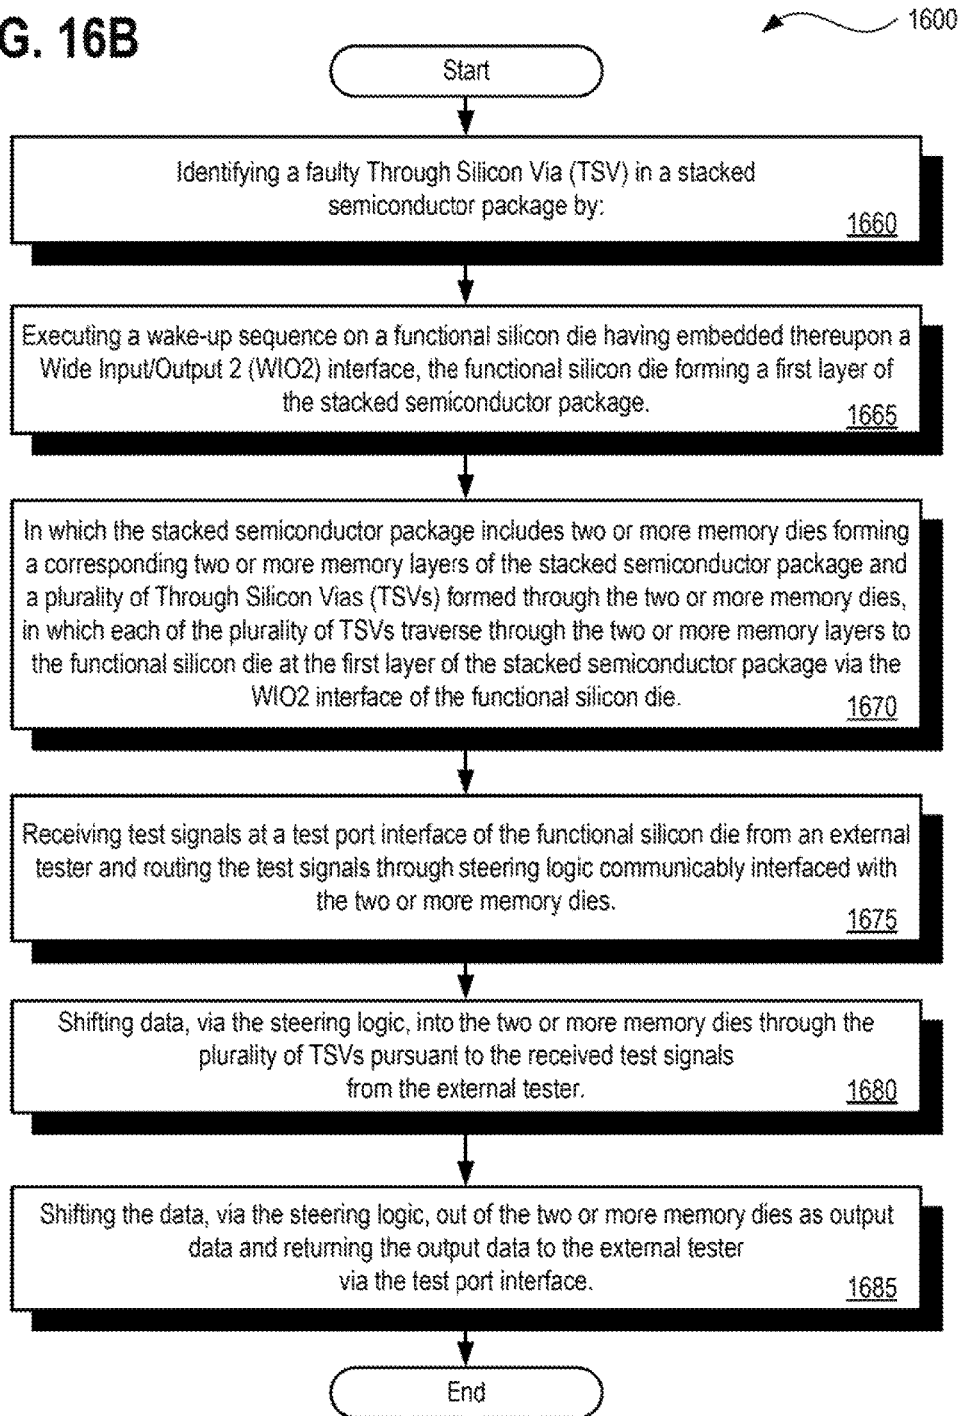 G. 16B
1600
Start
Identifying a faulty Through Silicon Via (TSV) in a stacked
semiconductor package by:
1660
Executing a wake-up sequence on a functional silicon die having embedded thereupon a
Wide Input/Output 2 (WIO2) interface, the functional silicon die forming a first layer of
the stacked semiconductor package.
1665
In which the stacked semiconductor package includes two or more memory dies forming
a corresponding two or more memory layers of the stacked semiconductor package and
a plurality of Through Silicon Vias (TSVs) formed through the two or more memory dies,
in which each of the plurality of TSVs traverse through the two or more memory layers to
the functional silicon die at the first layer of the stacked semiconductor package via the
WIO2 interface of the functional silicon die.
1670
Receiving test signals at a test port interface of the functional silicon die from an external
tester and routing the test signals through steering logic communicably interfaced with
the two or more memory dies.
1675
Shifting data, via the steering logic, into the two or more memory dies through the
plurality of TSVs pursuant to the received test signals
from the external tester.
1680
Shifting the data, via the steering logic, out of the two or more memory dies as output
data and returning the output data to the external tester
via the test port interface.
1685
End